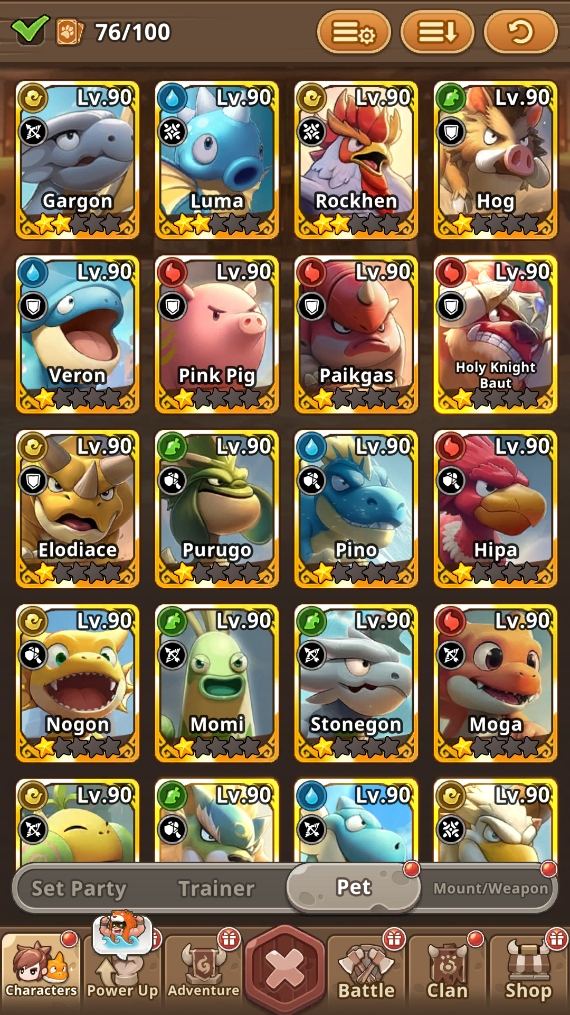 76/100
Lv.90 Lv.90 Lv.90 Lv.90
Gargon Luma Rockhen Hog
Lv.90 Lv.90 Lv.90 Lv.90
Veron Pink Pig Paikgas Holy Knight
Baut
Lv.90 Lv.90 Lv.90 Lv.90
Elodiace Purugo Pino Hipa
Lv.90 Lv.90 Lv.90 Lv.90
Nogon Momi Stonegon Moga
Lv.90 Lv.90 Lv.90 Lv.90
Set Party Trainer Pet Mount/Weapon
Characters Power Up Adventure Battle Clan Shop